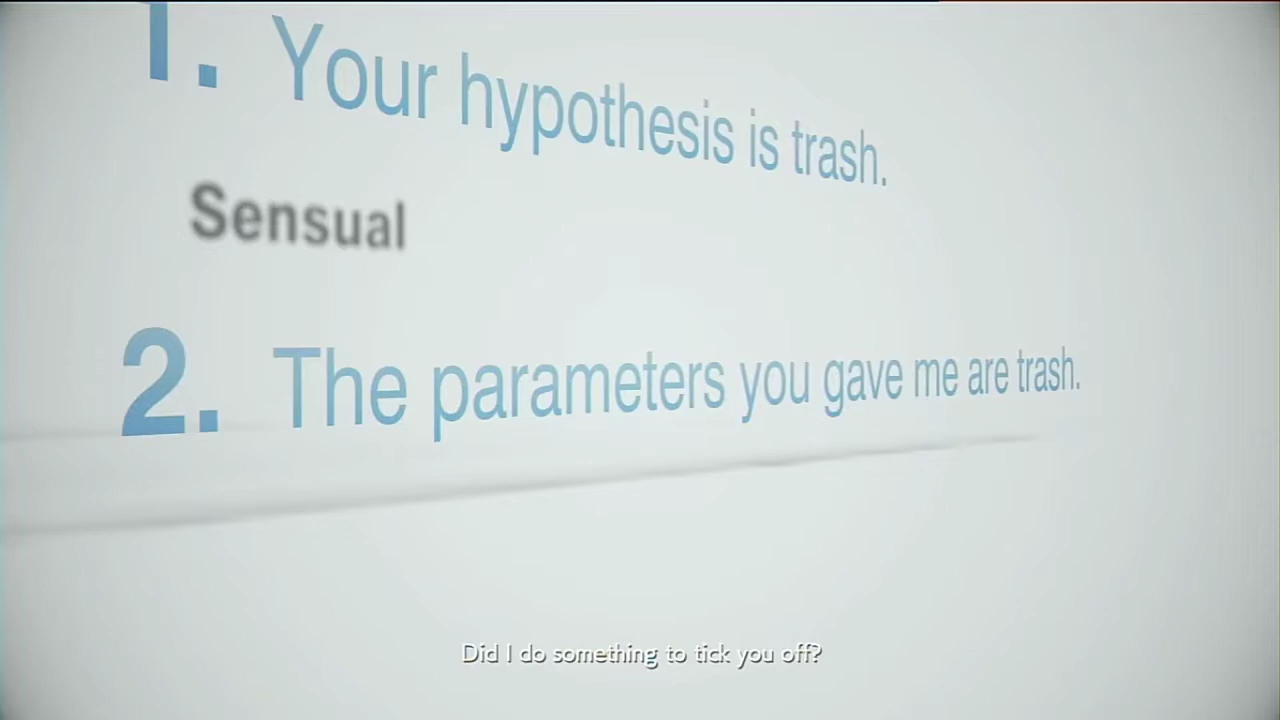 1. Your hypothesis is trash.
Sensual
2. The parameters you gave me are trash.
Did I do something to tick you off?